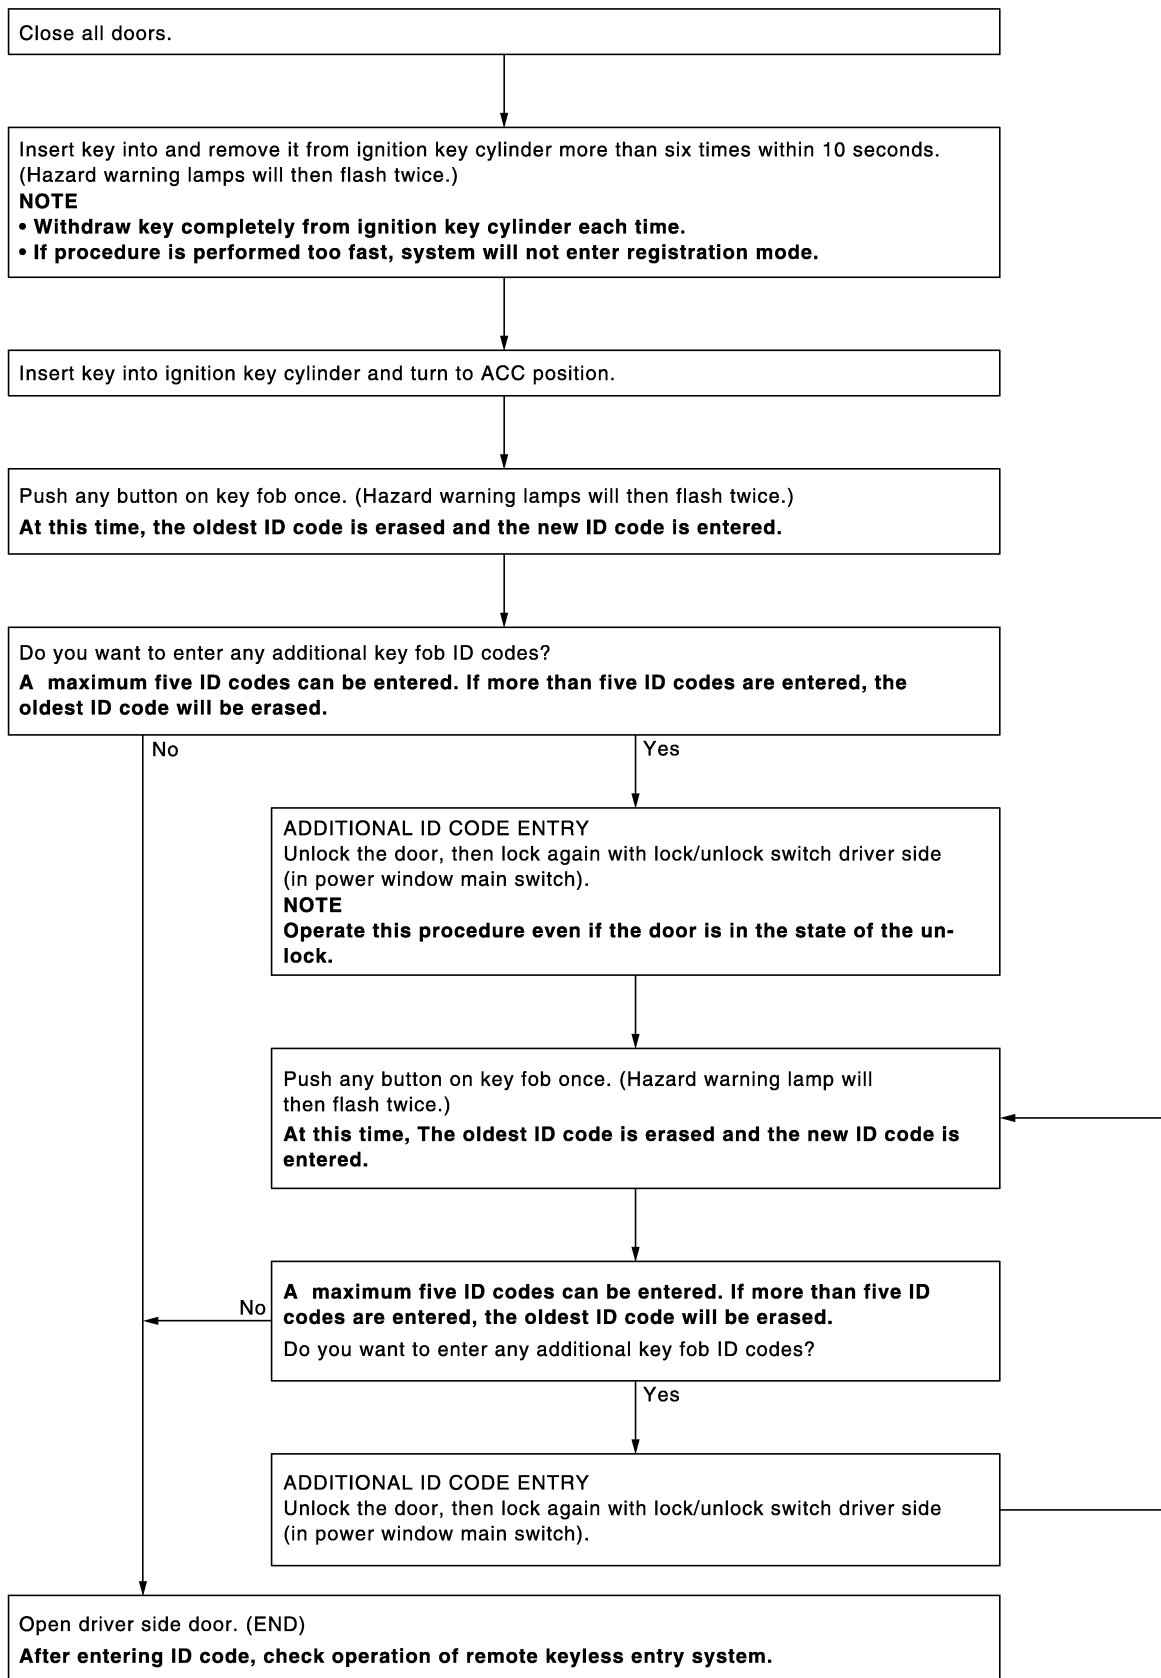 Close all doors.
Insert key into and remove it from ignition key cylinder more than six times within 10 seconds.
(Hazard warning lamps will then flash twice.)
NOTE
• Withdraw key completely from ignition key cylinder each time.
• If procedure is performed too fast, system will not enter registration mode.
Insert key into ignition key cylinder and turn to ACC position.
Push any button on key fob once. (Hazard warning lamps will then flash twice.)
At this time, the oldest ID code is erased and the new ID code is entered.
Do you want to enter any additional key fob ID codes?
A maximum five ID codes can be entered. If more than five ID codes are entered, the
oldest ID code will be erased.
No
Yes
ADDITIONAL ID CODE ENTRY
Unlock the door, then lock again with lock/unlock switch driver side
(in power window main switch).
NOTE
Operate this procedure even if the door is in the state of the un-
lock.
Push any button on key fob once. (Hazard warning lamp will
then flash twice.)
At this time, The oldest ID code is erased and the new ID code is
entered.
No
A maximum five ID codes can be entered. If more than five ID
codes are entered, the oldest ID code will be erased.
Do you want to enter any additional key fob ID codes?
Yes
ADDITIONAL ID CODE ENTRY
Unlock the door, then lock again with lock/unlock switch driver side
(in power window main switch).
Open driver side door. (END)
After entering ID code, check operation of remote keyless entry system.